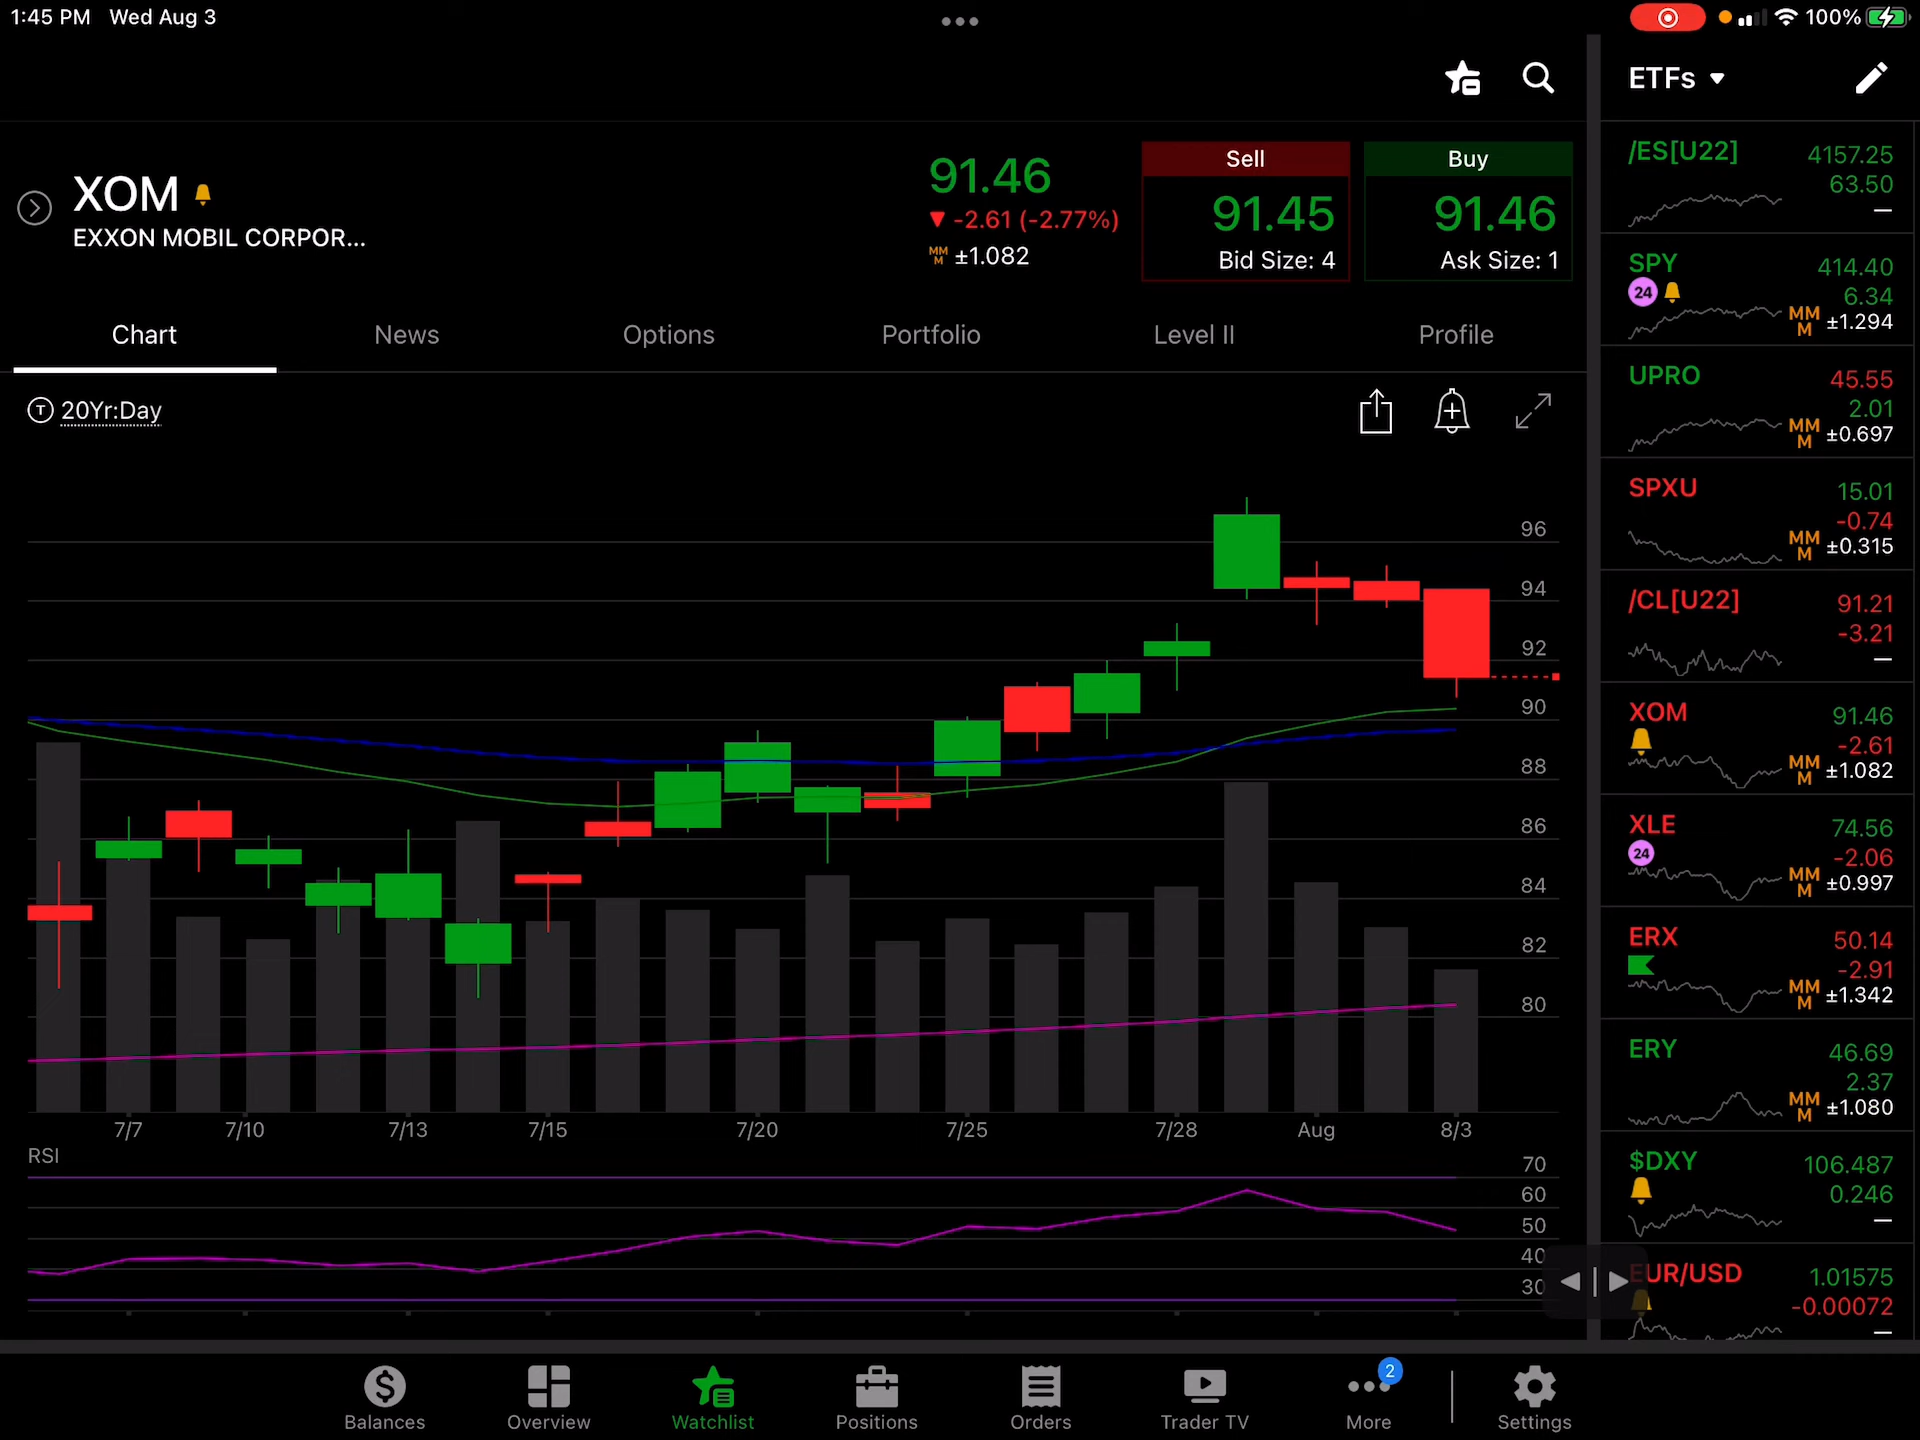 1:45 PM Wed Aug 3
100%
ETFs
XOM
EXXON MOBIL CORPOR...
91.46
-2.61 (-2.77%)
MM
M ±1.082
Sell
91.45
Bid Size: 4
Buy
91.46
Ask Size: 1
Chart News Options Portfolio Level II Profile
T 20Yr:Day
96
94
92
90
88
86
84
82
80
7/7 7/10 7/13 7/15 7/20 7/25 7/28 Aug 8/3
RSI
70
60
50
40
30
/ES[U22] 4157.25
63.50
—
SPY 414.40
24 6.34
MM
M ±1.294
UPRO 45.55
2.01
MM
M ±0.697
SPXU 15.01
-0.74
MM
M ±0.315
/CL[U22] 91.21
-3.21
—
XOM 91.46
-2.61
MM
M ±1.082
XLE 74.56
24 -2.06
MM
M ±0.997
ERX 50.14
-2.91
MM
M ±1.342
ERY 46.69
2.37
MM
M ±1.080
$DXY 106.487
0.246
—
EUR/USD 1.01575
-0.00072
—
2
Balances Overview Watchlist Positions Orders Trader TV More Settings